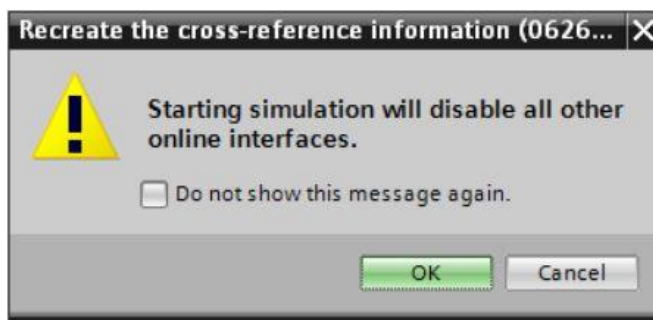 Recreate the cross-reference information (0626...
Starting simulation will disable all other
online interfaces.
Do not show this message again.
OK
Cancel